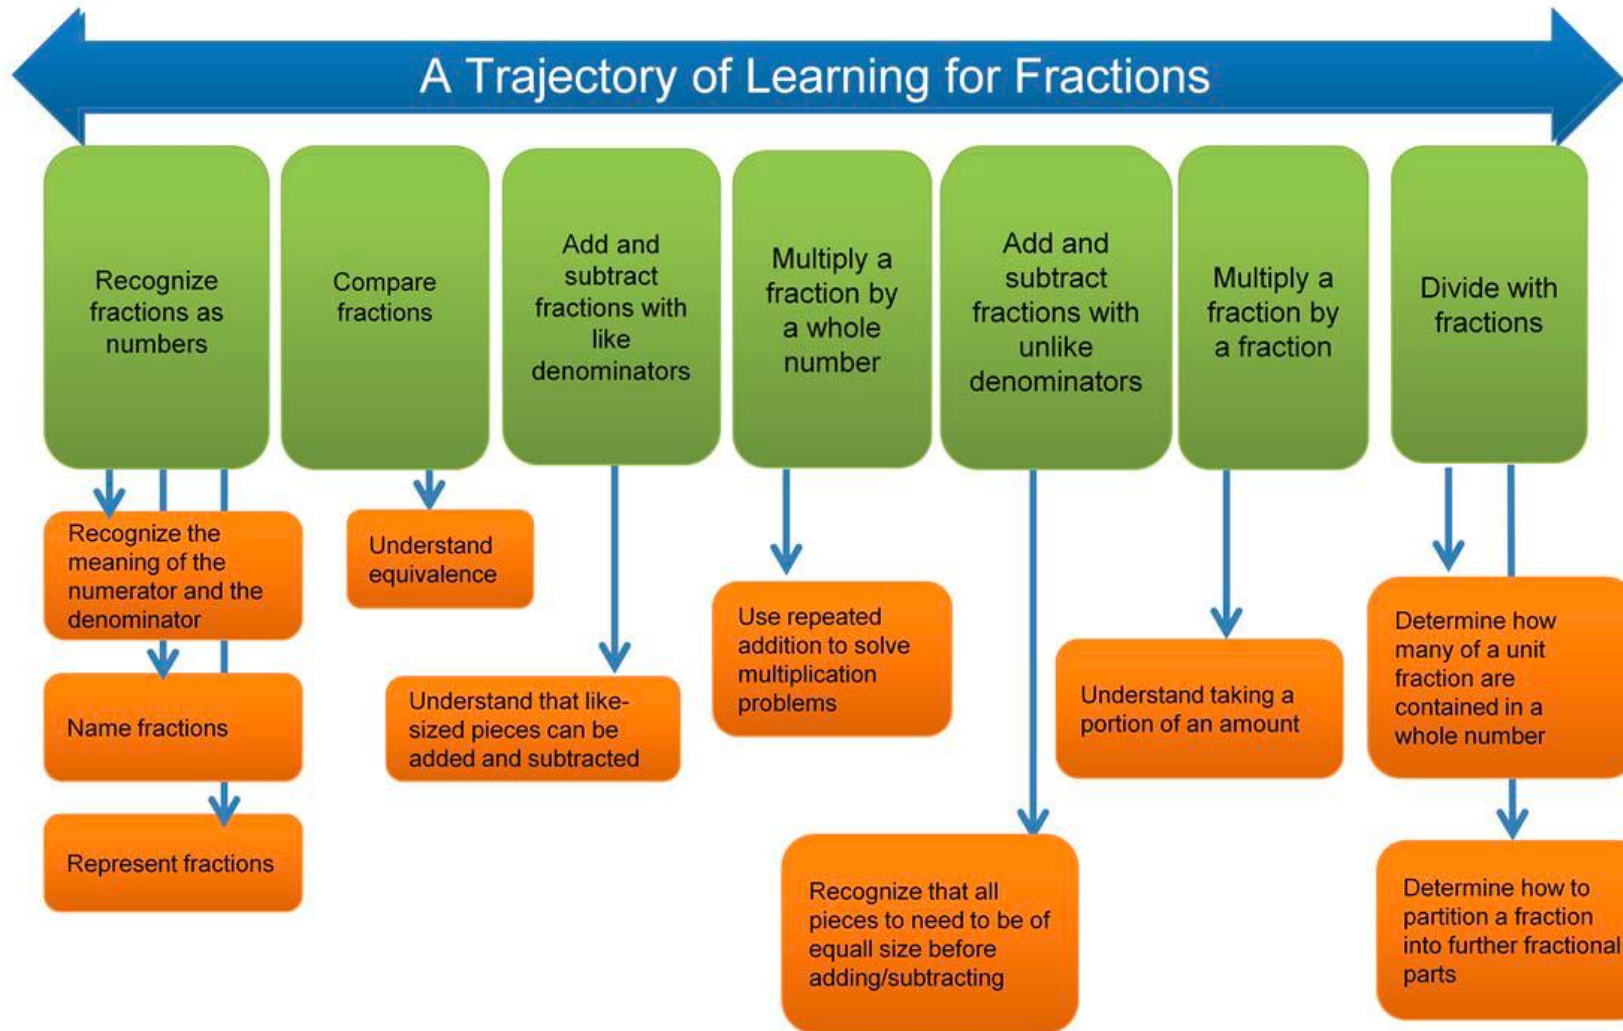 A Trajectory of Learning for Fractions
Recognize
fractions as
numbers
Compare
fractions
Add and
subtract
fractions with
like
denominators
Multiply a
fraction by
a whole
number
Add and
subtract
fractions with
unlike
denominators
Multiply a
fraction by
a fraction
Divide with
fractions
Recognize the
meaning of the
numerator and the
denominator
Name fractions
Represent fractions
Understand
equivalence
Understand that like-
sized pieces can be
added and subtracted
Use repeated
addition to solve
multiplication
problems
Recognize that all
pieces to need to be of
equall size before
adding/subtracting
Understand taking a
portion of an amount
Determine how
many of a unit
fraction are
contained in a
whole number
Determine how to
partition a fraction
into further fractional
parts